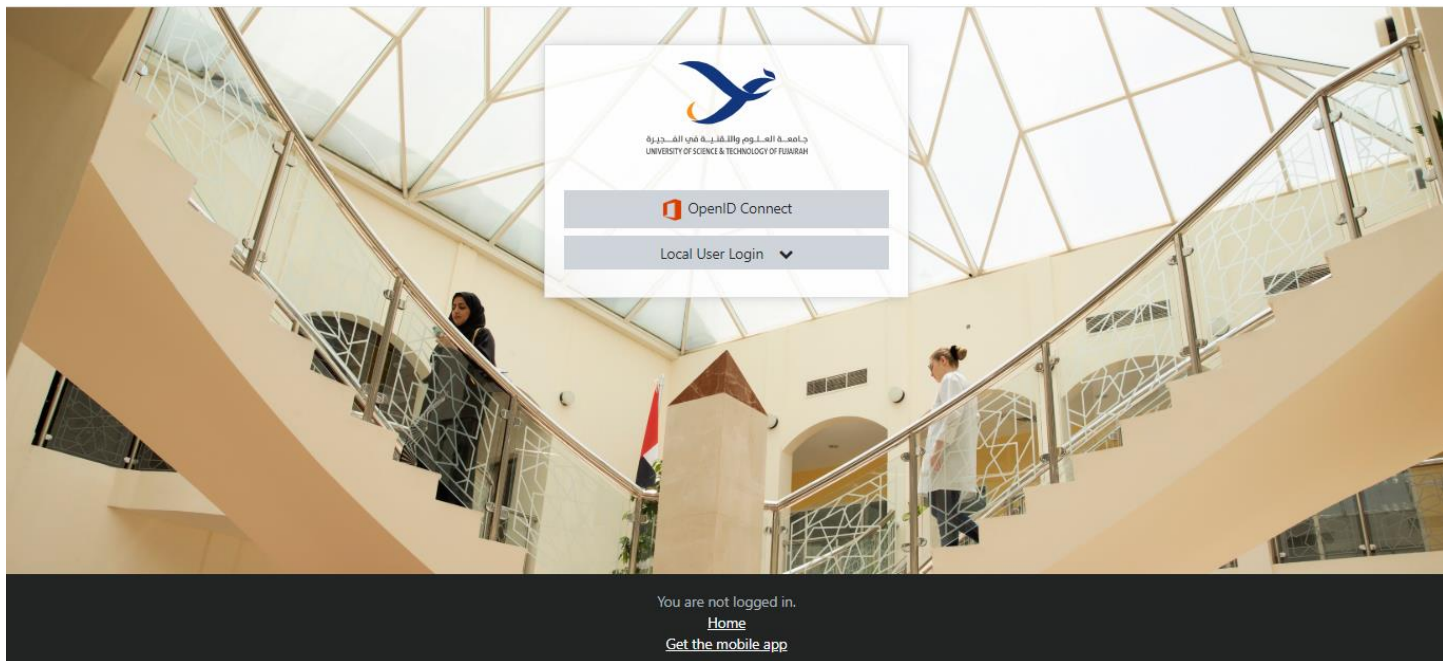 جامعة العلوم والتقنية في الفجيرة
UNIVERSITY OF SCIENCE & TECHNOLOGY OF FUJAIRAH
OpenID Connect
Local User Login
You are not logged in.
Home
Get the mobile app